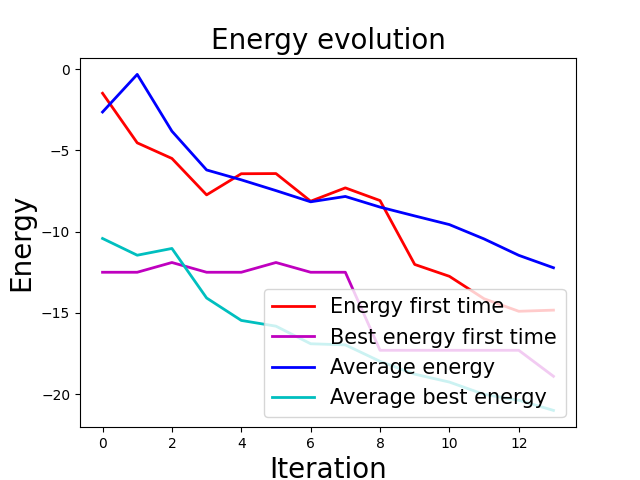 Energy evolution
Energy
0
−5
−10
−15
−20
Energy first time
Best energy first time
Average energy
Average best energy
0 2 4 6 8 10 12
Iteration